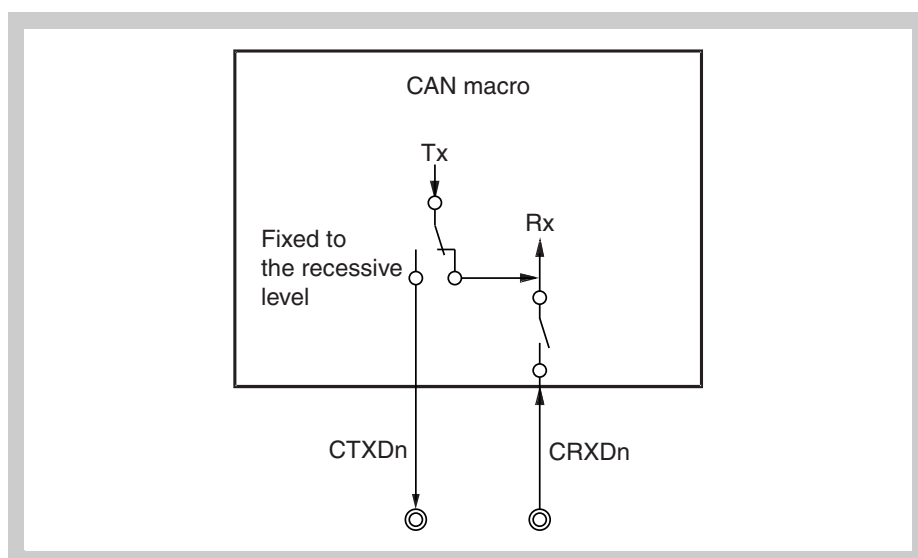 CAN macro
Tx
Rx
Fixed to
the recessive
level
CTXDn
CRXDn